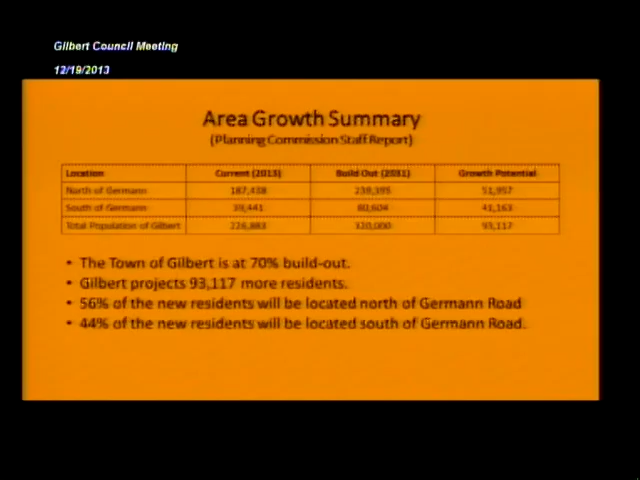 Gilbert Council Meeting
12/19/2013
Area Growth Summary
(Planning Commission Staff Report)
Location Current (2013) Build Out (2031) Growth Potential
North of Germann 187,438 239,395 51,957
South of Germann 39,441 80,604 41,163
Total Population of Gilbert 226,883 320,000 93,117
• The Town of Gilbert is at 70% build-out.
• Gilbert projects 93,117 more residents.
• 56% of the new residents will be located north of Germann Road
• 44% of the new residents will be located south of Germann Road.